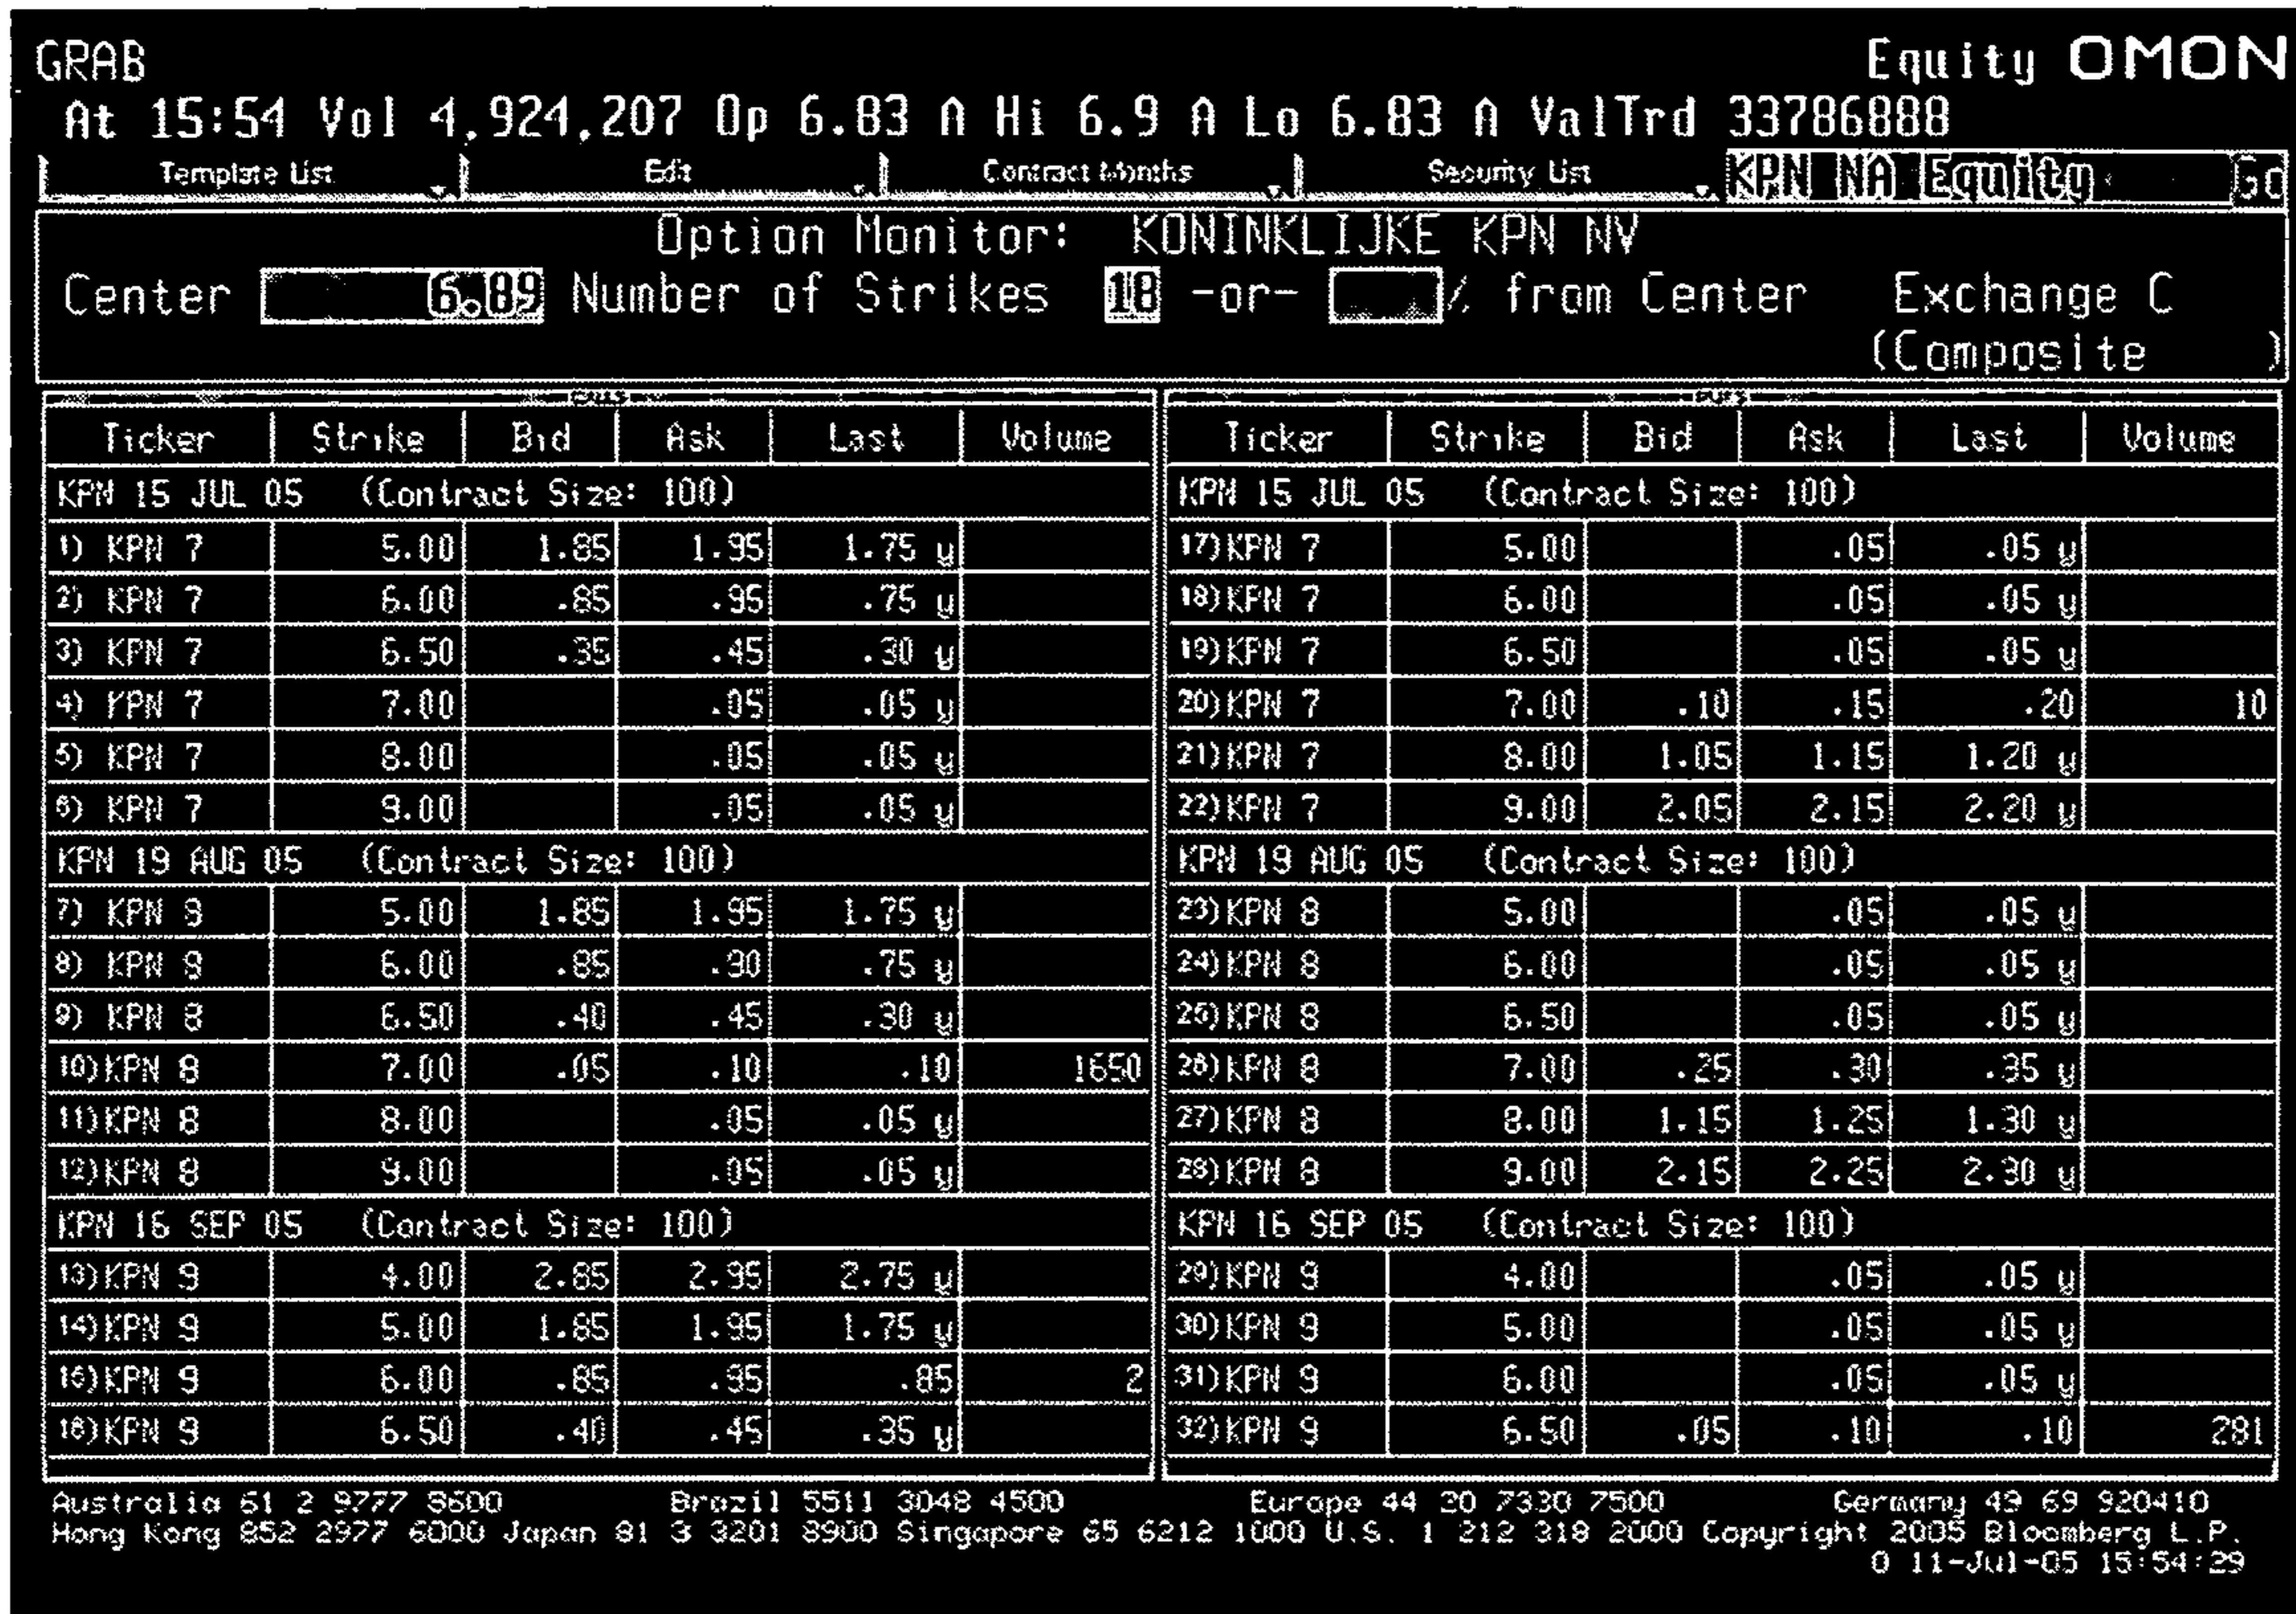 GRAB Equity OMON
At 15:54 Vol 4,924,207 Op 6.83 A Hi 6.9 A Lo 6.83 A ValTrd 33786888
Template List Edit Contract Months Security List KPN NA Equity
Option Monitor: KONINKLIJKE KPN NV
Center 6.89 Number of Strikes 18 -or- % from Center Exchange C
(Composite )
Ticker Strike Bid Ask Last Volume Ticker Strike Bid Ask Last Volume
KPN 15 JUL 05 (Contract Size: 100) KPN 15 JUL 05 (Contract Size: 100)
1) KPN 7 5.00 1.85 1.95 1.75 y 17) KPN 7 5.00 .05 .05 y
2) KPN 7 6.00 .85 .95 .75 y 18) KPN 7 6.00 .05 .05 y
3) KPN 7 6.50 .35 .45 .30 y 19) KPN 7 6.50 .05 .05 y
4) KPN 7 7.00 .05 .05 y 20) KPN 7 7.00 .10 .15 .20 10
5) KPN 7 8.00 .05 .05 y 21) KPN 7 8.00 1.05 1.15 1.20 y
6) KPN 7 9.00 .05 .05 y 22) KPN 7 9.00 2.05 2.15 2.20 y
KPN 19 AUG 05 (Contract Size: 100) KPN 19 AUG 05 (Contract Size: 100)
7) KPN 8 5.00 1.85 1.95 1.75 y 23) KPN 8 5.00 .05 .05 y
8) KPN 8 6.00 .85 .90 .75 y 24) KPN 8 6.00 .05 .05 y
9) KPN 8 6.50 .40 .45 .30 y 25) KPN 8 6.50 .05 .05 y
10) KPN 8 7.00 .05 .10 .10 1650 26) KPN 8 7.00 .25 .30 .35 y
11) KPN 8 8.00 .05 .05 y 27) KPN 8 8.00 1.15 1.25 1.30 y
12) KPN 8 9.00 .05 .05 y 28) KPN 8 9.00 2.15 2.25 2.30 y
KPN 16 SEP 05 (Contract Size: 100) KPN 16 SEP 05 (Contract Size: 100)
13) KPN 9 4.00 2.85 2.95 2.75 y 29) KPN 9 4.00 .05 .05 y
14) KPN 9 5.00 1.85 1.95 1.75 y 30) KPN 9 5.00 .05 .05 y
15) KPN 9 6.00 .85 .95 .85 2 31) KPN 9 6.00 .05 .05 y
16) KPN 9 6.50 .40 .45 .35 y 32) KPN 9 6.50 .05 .10 .10 281
Australia 61 2 9777 8600 Brazil 5511 3048 4500 Europe 44 20 7330 7500 Germany 49 69 920410
Hong Kong 852 2977 6000 Japan 81 3 3201 8900 Singapore 65 6212 1000 U.S. 1 212 318 2000 Copyright 2005 Bloomberg L.P.
0 11-Jul-05 15:54:29